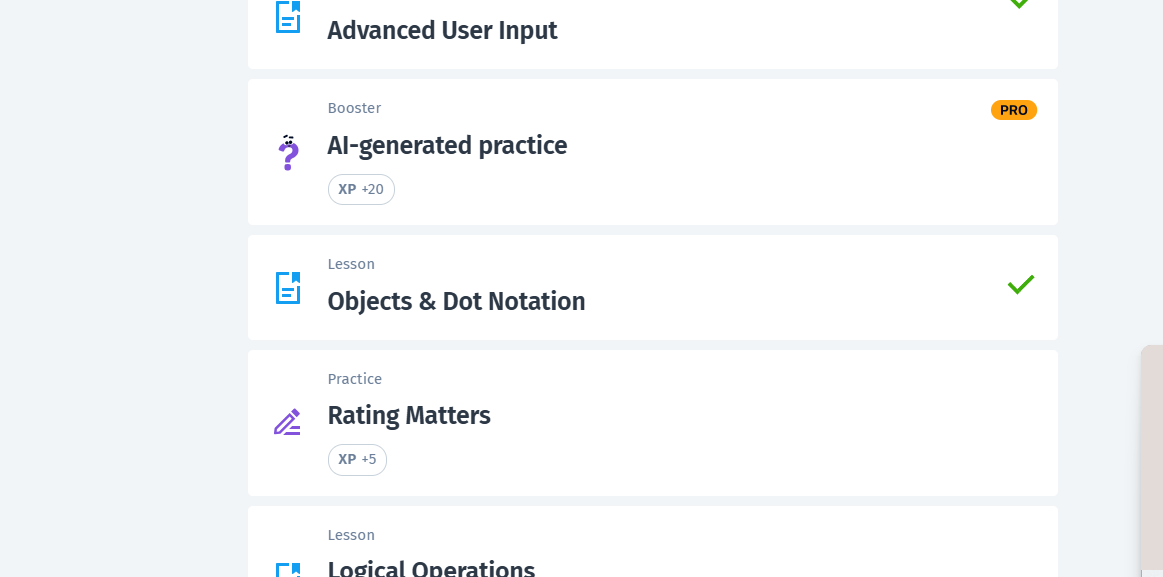 Advanced User Input
Booster
PRO
AI-generated practice
XP +20
Lesson
Objects & Dot Notation
Practice
Rating Matters
XP +5
Lesson
Logical Operations